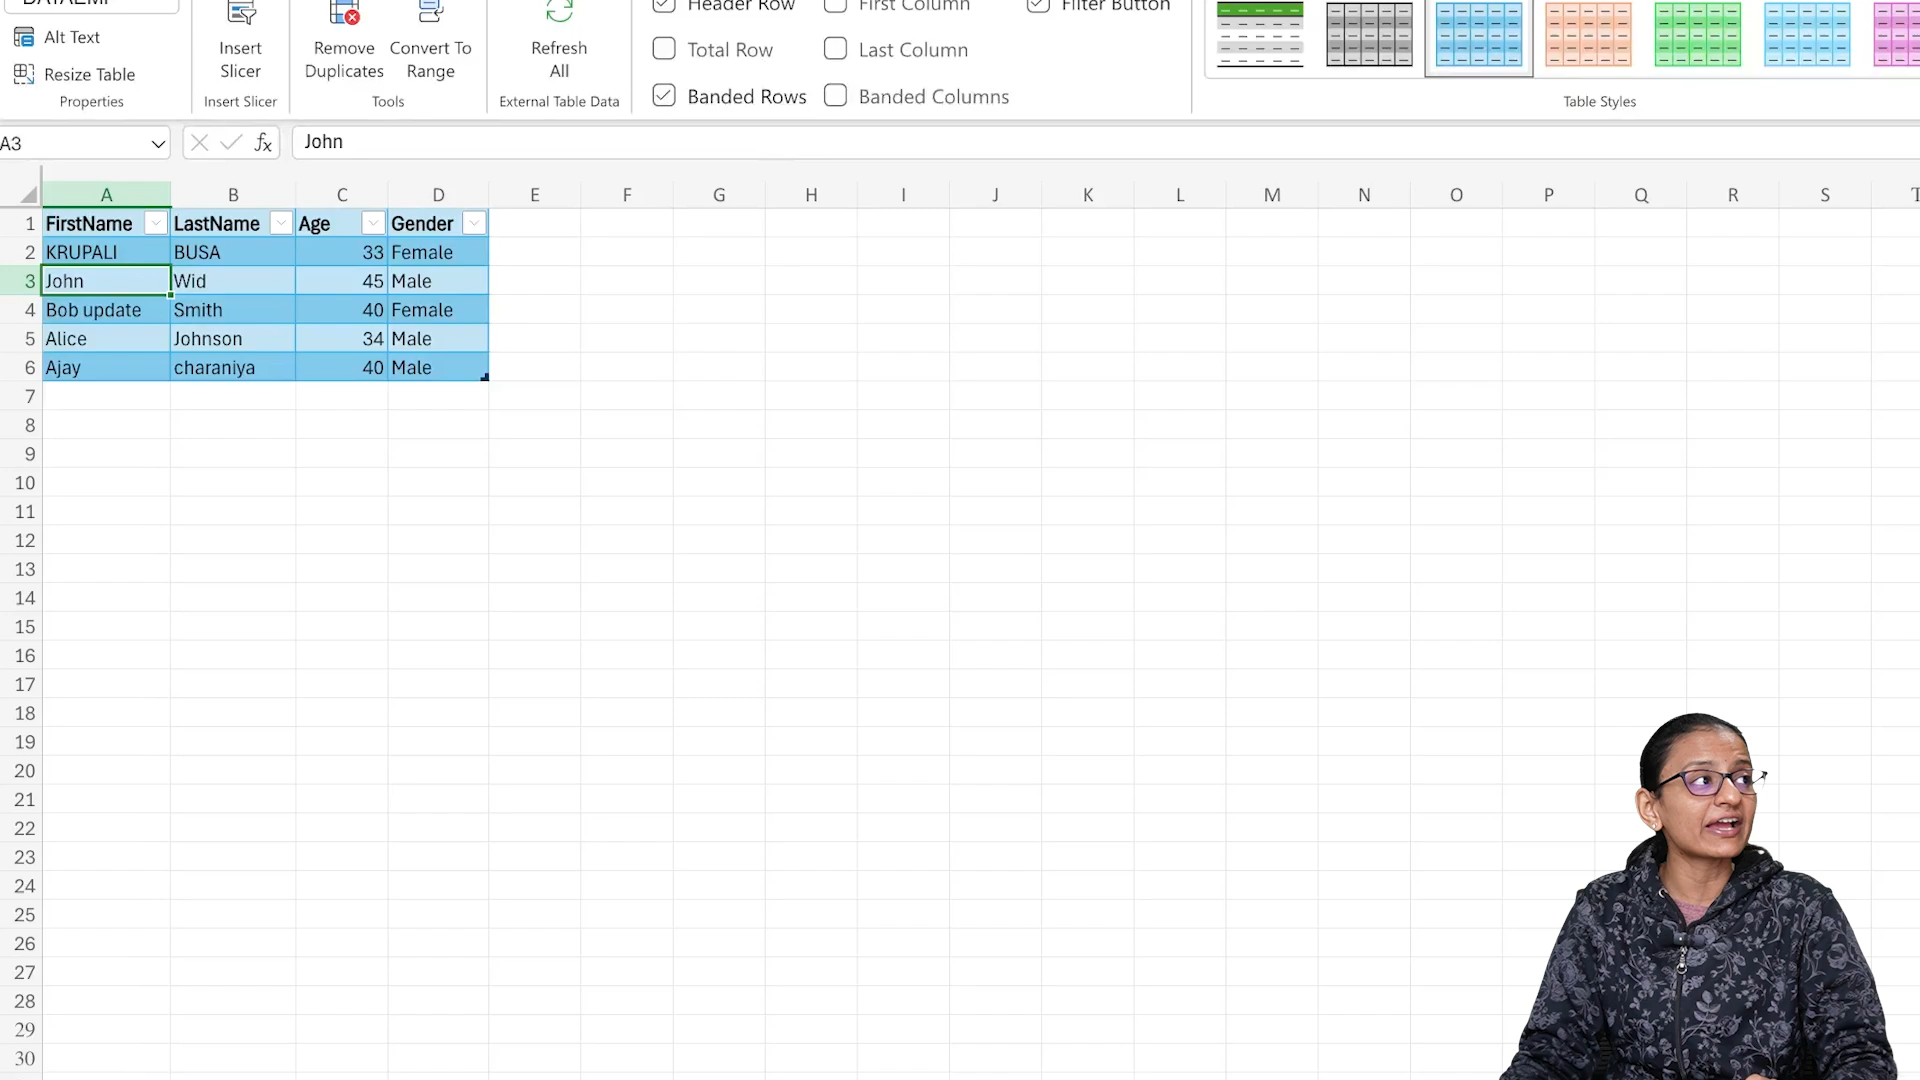 Header Row First Column Filter Button
Alt Text
Resize Table
Properties
Insert
Slicer
Insert Slicer
Remove
Duplicates
Convert To
Range
Tools
Refresh
All
External Table Data
Total Row Last Column
Banded Rows Banded Columns
Table Styles
A3 fx John
A B C D E F G H I J K L M N O P Q R S
1 FirstName LastName Age Gender
2 KRUPALI BUSA 33 Female
3 John Wid 45 Male
4 Bob update Smith 40 Female
5 Alice Johnson 34 Male
6 Ajay charaniya 40 Male
7
8
9
10
11
12
13
14
15
16
17
18
19
20
21
22
23
24
25
26
27
28
29
30